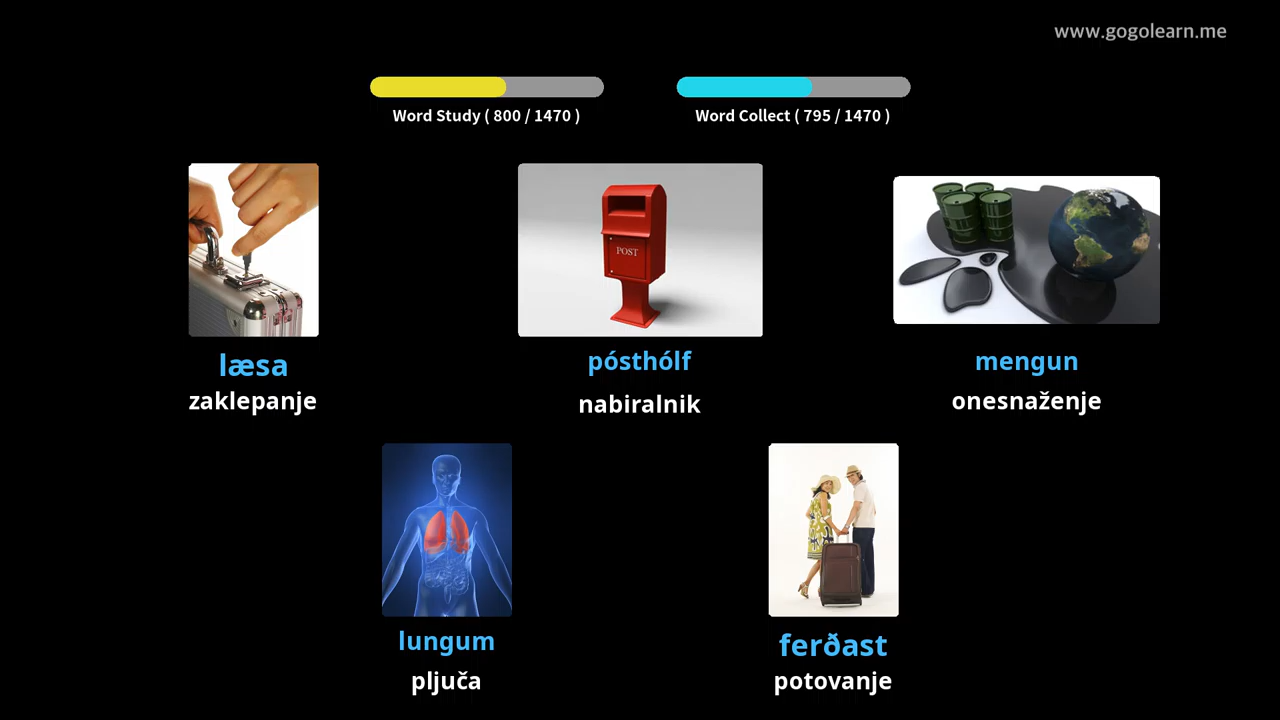 www.gogolearn.me
Word Study ( 800 / 1470 )
Word Collect ( 795 / 1470 )
POST
læsa
zaklepanje
pósthólf
nabiralnik
mengun
onesnaženje
lungum
pljuča
ferðast
potovanje